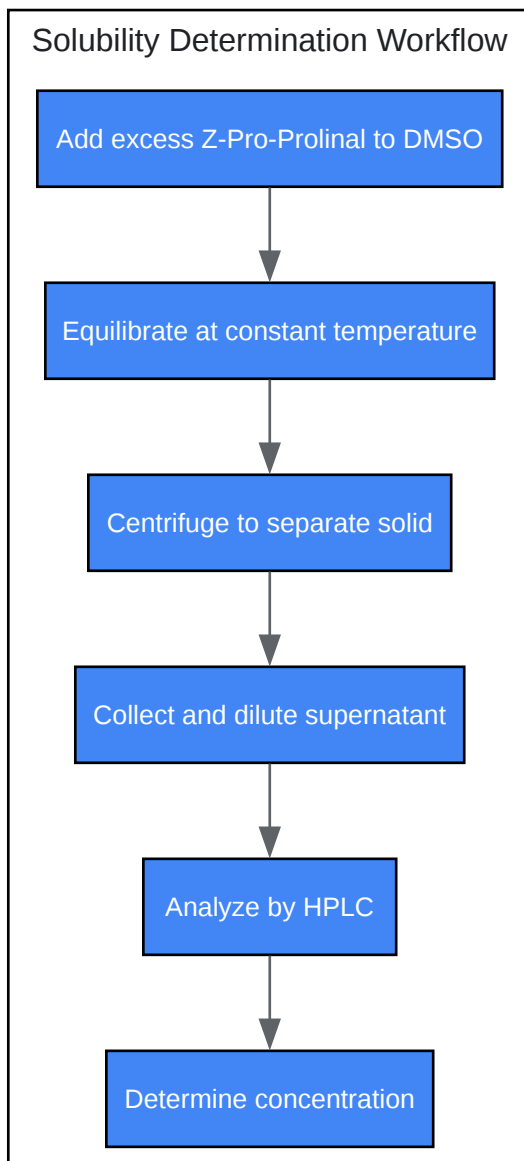 Solubility Determination Workflow
Add excess Z-Pro-Prolinal to DMSO
Equilibrate at constant temperature
Centrifuge to separate solid
Collect and dilute supernatant
Analyze by HPLC
Determine concentration